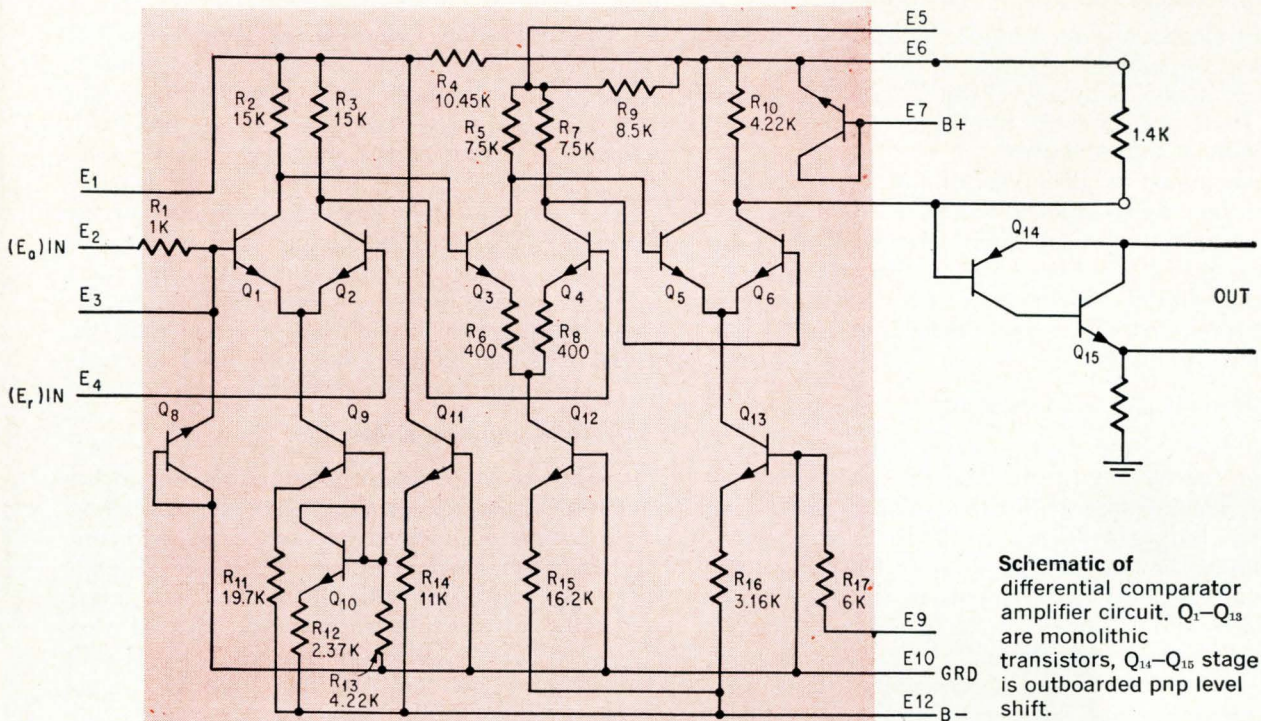 E5
E6
R4
10.45K
R2
15K
R3
15K
R9
8.5K
R10
4.22K
E7
B+
R5
7.5K
R7
7.5K
1.4K
E1
R1
1K
(Ea)IN
E2
Q14
Q1
Q2
Q3
Q4
Q5
Q6
E3
OUT
R6
400
R8
400
Q15
(Er)IN
E4
Q8
Q9
Q11
Q12
Q13
R11
19.7K
Q10
R14
11K
R15
16.2K
R16
3.16K
R17
6K
R12
2.37K
R13
4.22K
E9
E10
GRD
E12
B-
Schematic of
differential comparator
amplifier circuit. Q1–Q13
are monolithic
transistors, Q14–Q15 stage
is outboarded pnp level
shift.